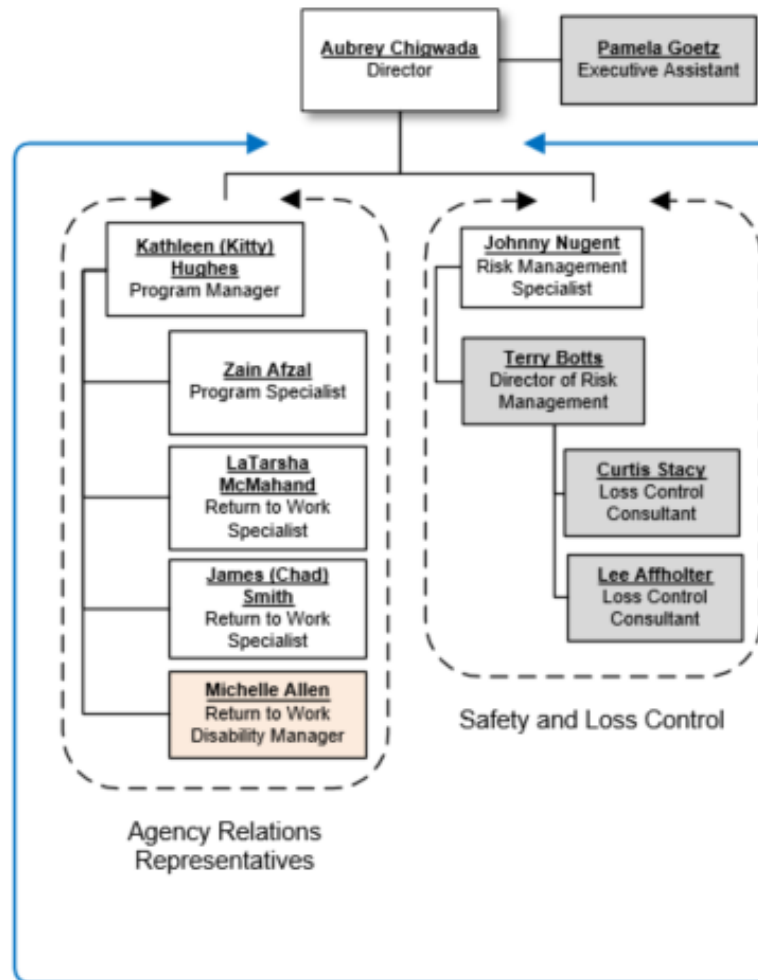 Aubrey Chigwada
Director
Pamela Goetz
Executive Assistant
Kathleen (Kitty)
Hughes
Program Manager
Zain Afzal
Program Specialist
LaTarsha
McMahand
Return to Work
Specialist
James (Chad)
Smith
Return to Work
Specialist
Michelle Allen
Return to Work
Disability Manager
Agency Relations
Representatives
Johnny Nugent
Risk Management
Specialist
Terry Botts
Director of Risk
Management
Curtis Stacy
Loss Control
Consultant
Lee Affholter
Loss Control
Consultant
Safety and Loss Control